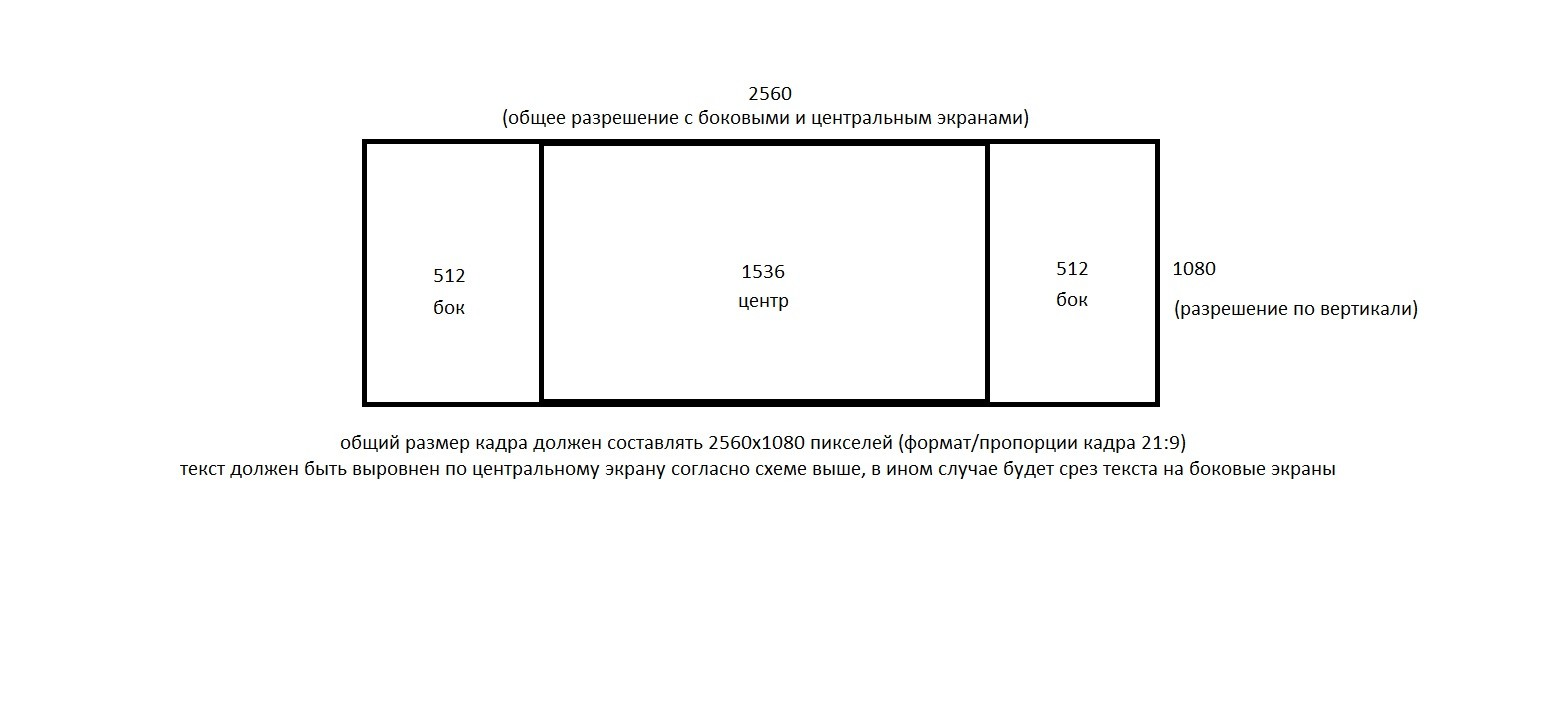 2560
(общее разрешение с боковыми и центральным экранами)
512
бок
1536
центр
512
бок
1080
(разрешение по вертикали)
общий размер кадра должен составлять 2560x1080 пикселей (формат/пропорции кадра 21:9)
текст должен быть выровнен по центральному экрану согласно схеме выше, в ином случае будет срез текста на боковые экраны